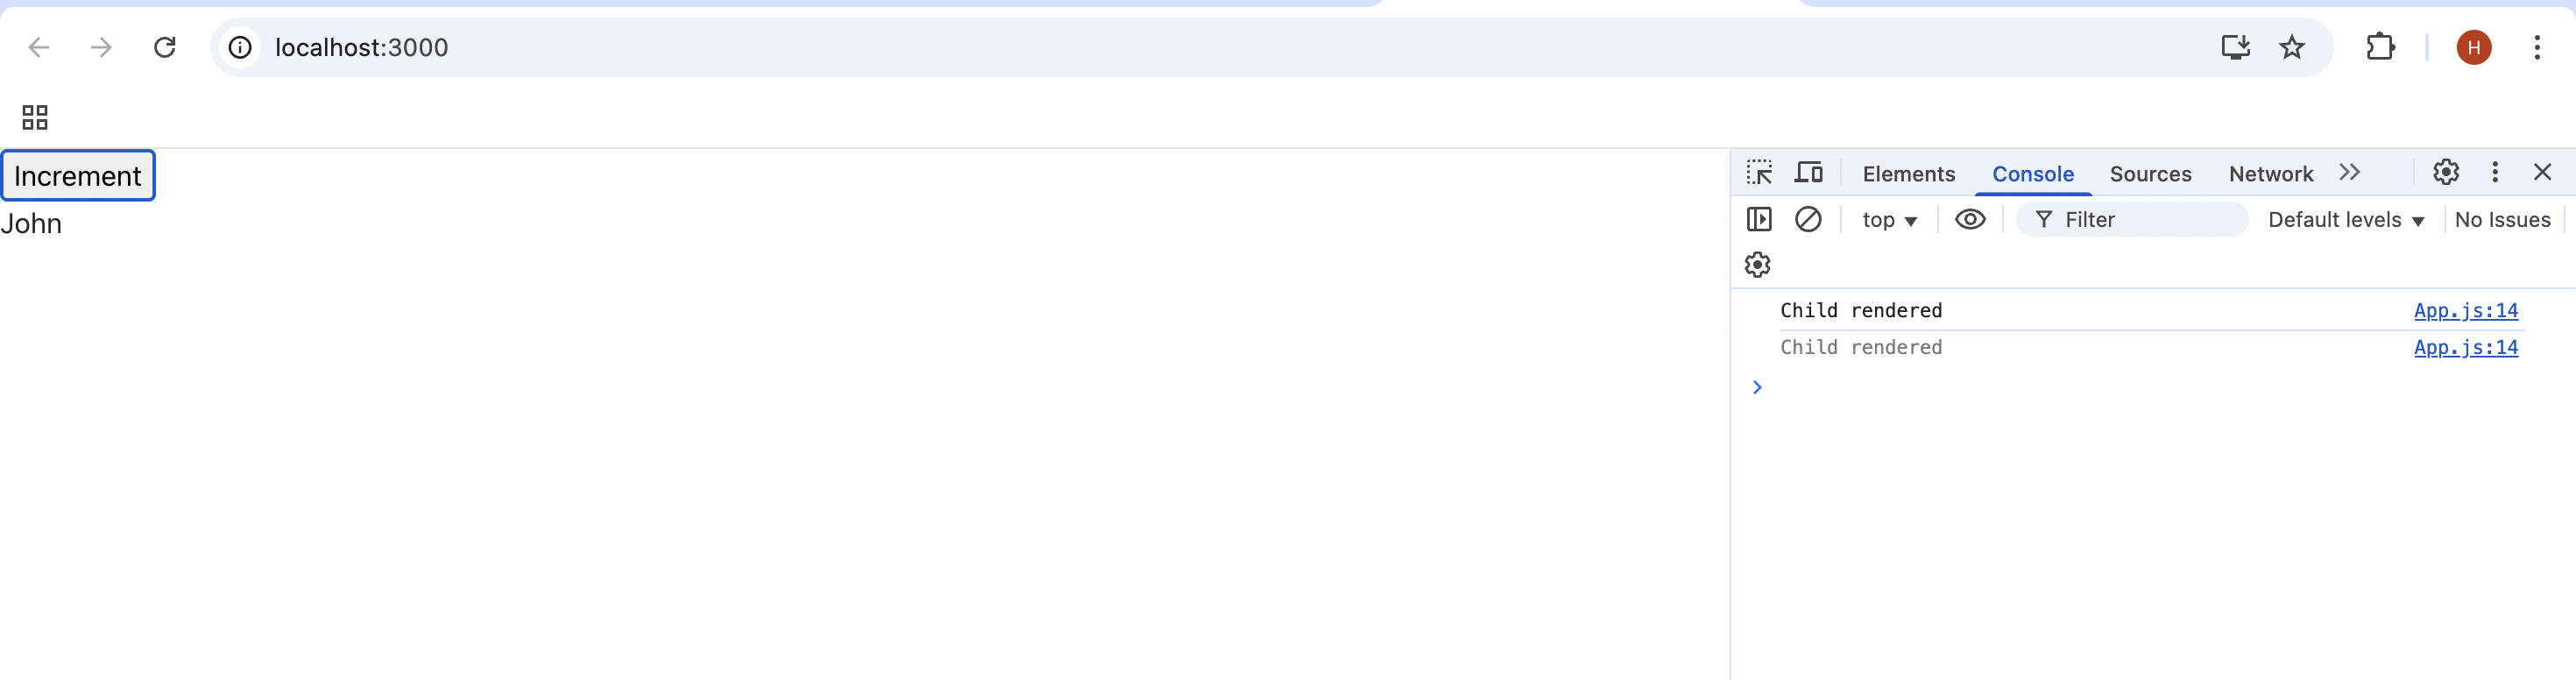 localhost:3000
H
Increment
John
Elements Console Sources Network
top Filter Default levels No Issues
Child rendered App.js:14
Child rendered App.js:14